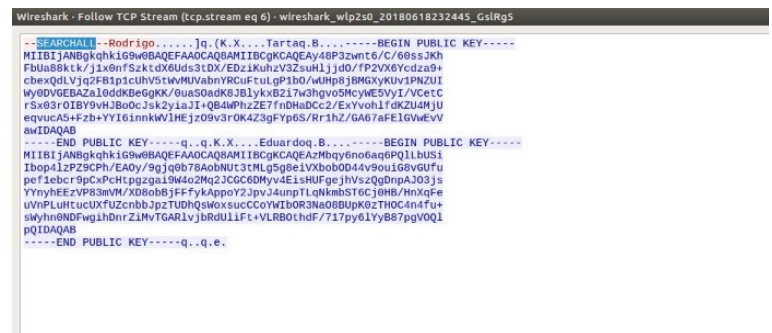 Wireshark · Follow TCP Stream (tcp.stream eq 6) · wireshark_wlp2s0_20180618232445_GslRg5
--SEARCHALL--Rodrigo......]q.(K.X....Tartaq.B....-----BEGIN PUBLIC KEY-----
MIIBIjANBgkqhkiG9w0BAQEFAAOCAQ8AMIIBCgKCAQEAy48P3zwnt6/C/60ssJKh
FbUa88ktk/j1x0nfSzktdX6Uds3tDX/EDziKuhzV3ZsuHljjdO/fP2VX6Ycdza9+
cbexQdLVjq2FB1p1cUhV5tWvMUVabnYRCuFtuLgP1bO/wUHp8jBMGXyKUv1PNZUI
Wy0DVGEBAZal0ddKBeGgKK/0uaSOadK8JBlykxB2i7w3hgvo5McyWE5VyI/VCetC
rSx03rOIBY9vHJBoOcJsk2yiaJI+QB4WPhzZE7fnDHaDCc2/ExYvohlfdKZU4MjU
eqvucA5+Fzb+YYI6innkWVlHEjzO9v3rOK4Z3gFYp6S/Rr1hZ/GA67aFElGVwEvV
awIDAQAB
-----END PUBLIC KEY-----q..q.K.X....Eduardoq.B....-----BEGIN PUBLIC KEY-----
MIIBIjANBgkqhkiG9w0BAQEFAAOCAQ8AMIIBCgKCAQEAzMbqy6no6aq6PQlLbUSi
Ibop4lzPZ9CPh/EAOy/9gjq0b78AobNUt3tMLg5g8eiVXbobOD44v9ouiG8vGUfu
pef1ebcr9pCxPcHtpgzgai9W4o2Mq2JCGC6DMyv4EisHUFgejhVszQgDnpAJO3js
YYnyhEEzVP83mVM/XD8obBjFFfykAppoY2JpvJ4unpTLqNkmbST6Cj0HB/HnXqFe
uVnPLuHtucUXfUZcnbbJpzTUDhQsWoxsucCCoYWIbOR3NaO8BUpK0zTHOC4n4fu+
sWyhn0NDFwgihDnrZiMvTGARlvjbRdUliFt+VLRBOthdF/717py6lYyB87pgVOQl
pQIDAQAB
-----END PUBLIC KEY-----q..q.e.